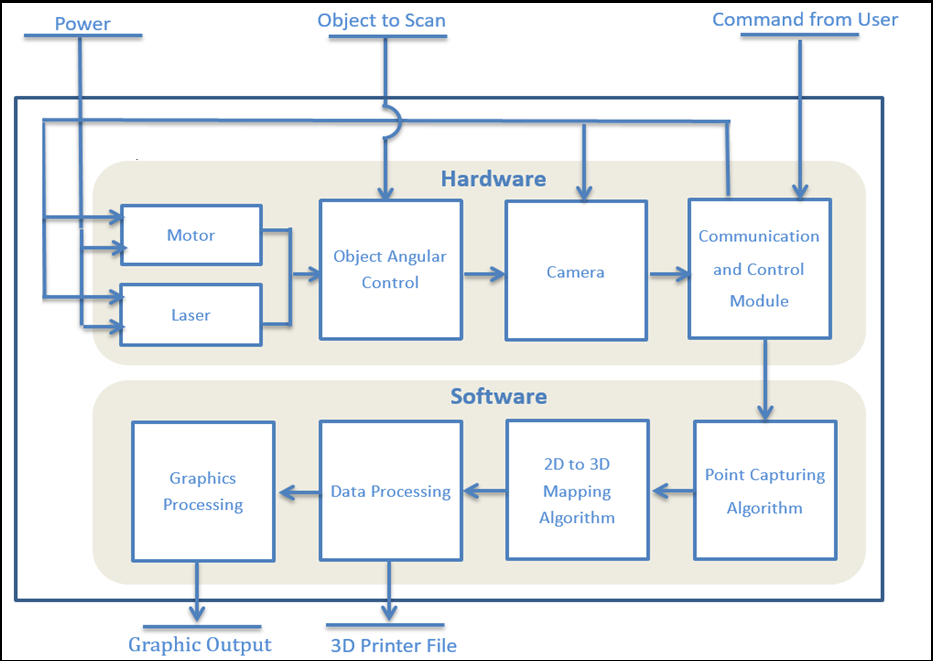 Power
Object to Scan
Command from User
Hardware
Motor
Laser
Object Angular
Control
Camera
Communication
and Control
Module
Software
Graphics
Processing
Data Processing
2D to 3D
Mapping
Algorithm
Point Capturing
Algorithm
Graphic Output
3D Printer File